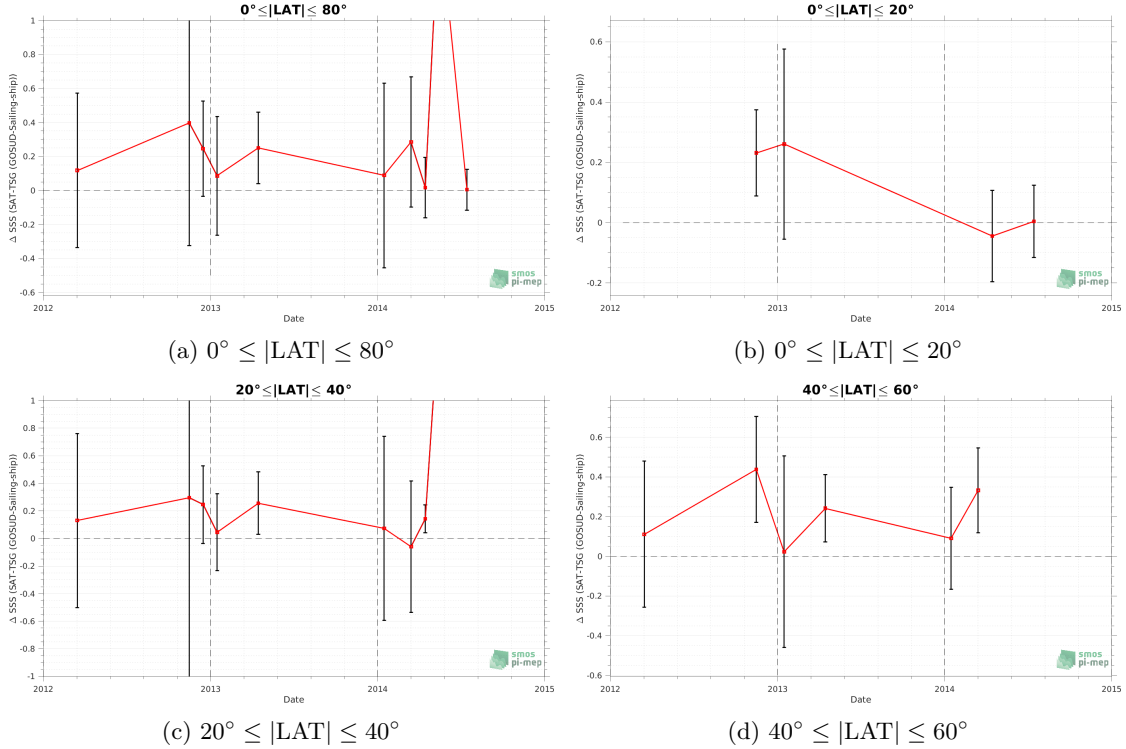 0°≤|LAT|≤ 80°
Δ SSS (SAT-TSG (GOSUD-Sailing-ship))
1
0.8
0.6
0.4
0.2
0
-0.2
-0.4
-0.6
2012
2013
2014
2015
Date
smos
pi-mep
(a) 0° ≤ |LAT| ≤ 80°
0°≤|LAT|≤ 20°
Δ SSS (SAT-TSG (GOSUD-Sailing-ship))
0.6
0.4
0.2
0
-0.2
2012
2013
2014
2015
Date
smos
pi-mep
(b) 0° ≤ |LAT| ≤ 20°
20°≤|LAT|≤ 40°
Δ SSS (SAT-TSG (GOSUD-Sailing-ship))
1
0.8
0.6
0.4
0.2
0
-0.2
-0.4
-0.6
-0.8
-1
2012
2013
2014
2015
Date
smos
pi-mep
(c) 20° ≤ |LAT| ≤ 40°
40°≤|LAT|≤ 60°
Δ SSS (SAT-TSG (GOSUD-Sailing-ship))
0.6
0.4
0.2
0
-0.2
-0.4
-0.6
2012
2013
2014
2015
Date
smos
pi-mep
(d) 40° ≤ |LAT| ≤ 60°